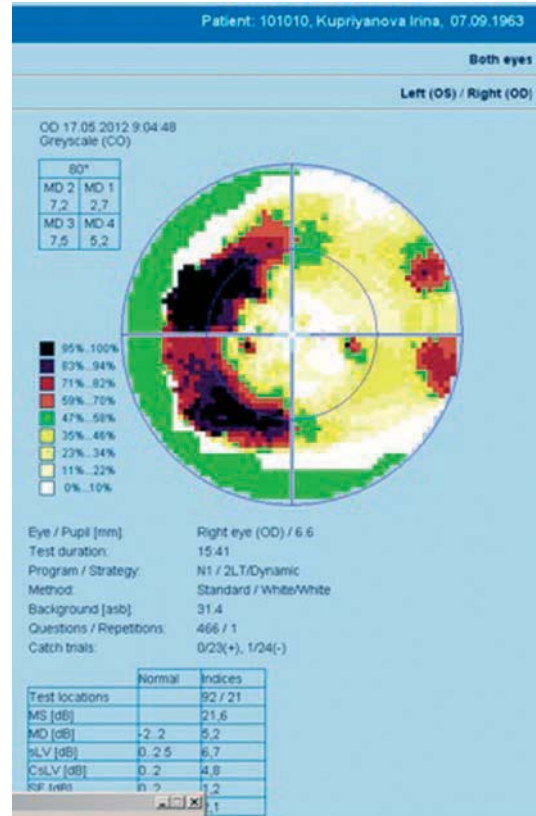 Patient: 101010, Kupriyanova Irina, 07.09.1963
Both eyes
Left (OS) / Right (OD)
OD 17.05.2012 9:04:48
Greyscale (CO)
80°
MD 2 MD 1
7,2 2,7
MD 3 MD 4
7,5 5,2
95%..100%
83%..94%
71%..82%
59%..70%
47%..58%
35%..46%
23%..34%
11%..22%
0%..10%
Eye / Pupil [mm]: Right eye (OD) / 6.6
Test duration: 15:41
Program / Strategy: N1 / 2LT/Dynamic
Method: Standard / White/White
Background [asb]: 31.4
Questions / Repetitions: 466 / 1
Catch trials: 0/23(+), 1/24(-)
Normal Indices
Test locations 92 / 21
MS [dB] 21,6
MD [dB] -2..2 5,2
sLV [dB] 0..2.5 6,7
CsLV [dB] 0..2 4,8
SF [dB] 0..2 1,2